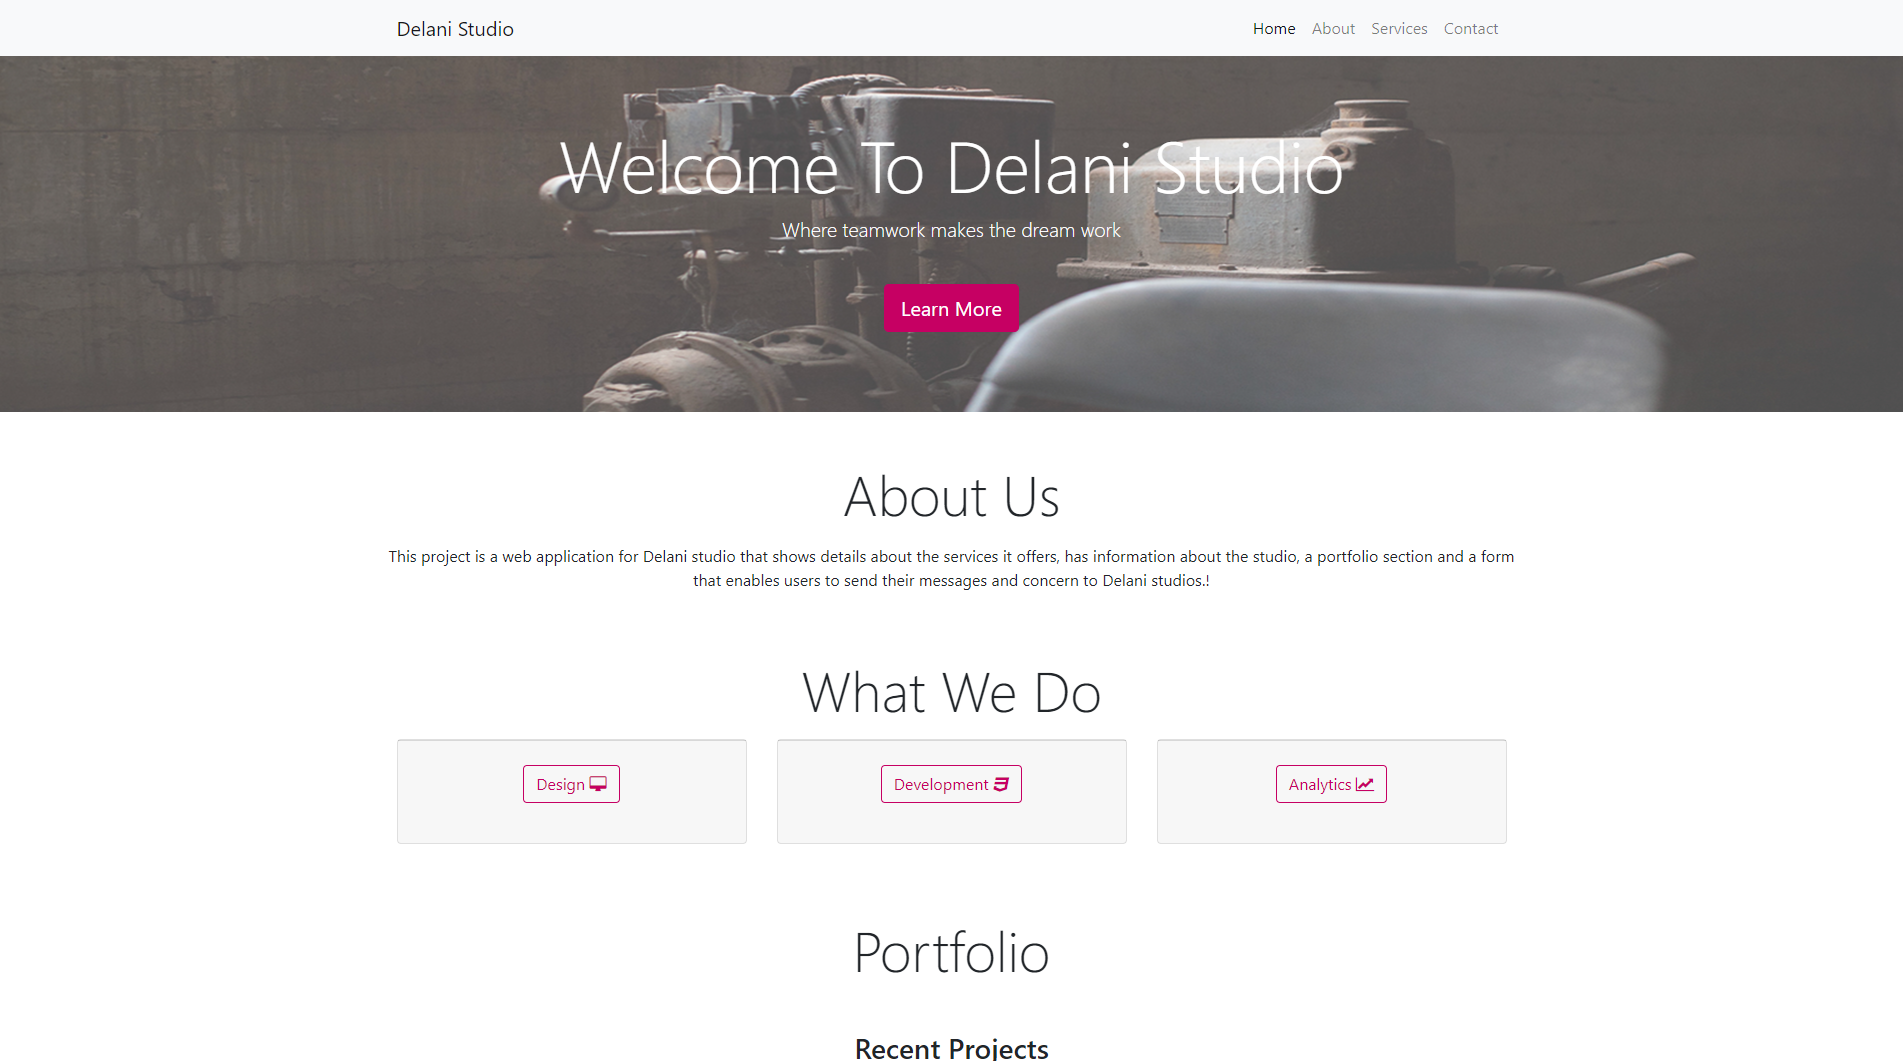 Delani Studio
Home About Services Contact
Welcome To Delani Studio
Where teamwork makes the dream work
Learn More
About Us
This project is a web application for Delani studio that shows details about the services it offers, has information about the studio, a portfolio section and a form
that enables users to send their messages and concern to Delani studios.!
What We Do
Design
Development
Analytics
Portfolio
Recent Projects